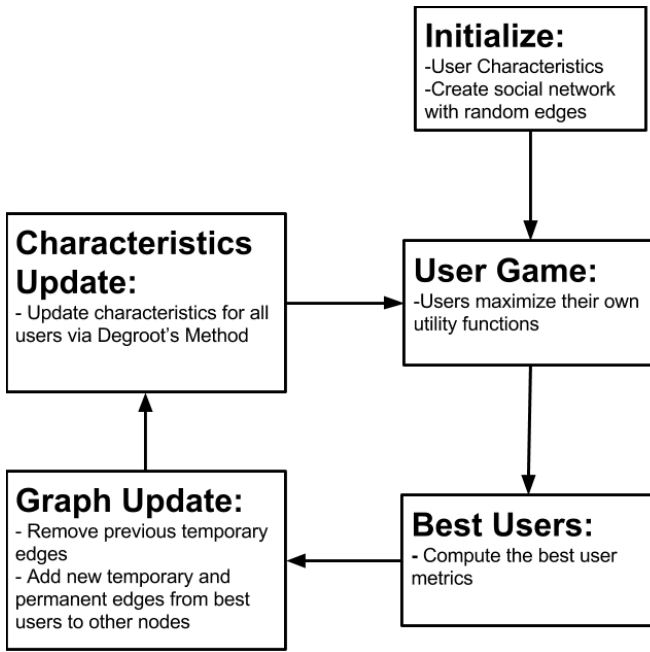 Initialize:
-User Characteristics
-Create social network
with random edges
Characteristics
Update:
- Update characteristics for all
users via Degroot's Method
User Game:
-Users maximize their own
utility functions
Graph Update:
- Remove previous temporary
edges
- Add new temporary and
permanent edges from best
users to other nodes
Best Users:
- Compute the best user
metrics